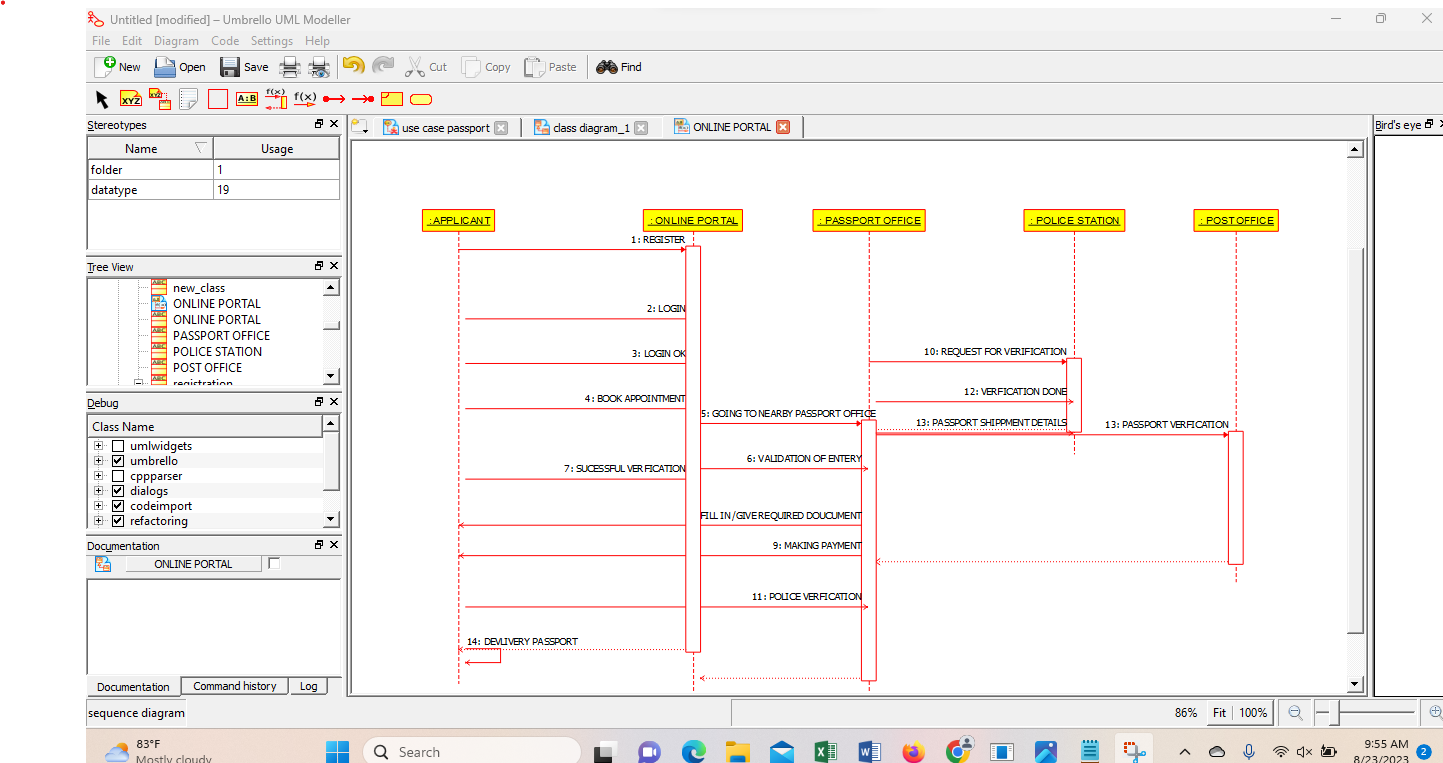 Untitled [modified] – Umbrello UML Modeller
File Edit Diagram Code Settings Help
New Open Save Cut Copy Paste Find
XYZ XYZ A:B f(x) f(x)
Stereotypes
Name Usage
folder 1
datatype 19
Tree View
new_class
ONLINE PORTAL
ONLINE PORTAL
PASSPORT OFFICE
POLICE STATION
POST OFFICE
registration
Debug
Class Name
umlwidgets
umbrello
cppparser
dialogs
codeimport
refactoring
Documentation
ONLINE PORTAL
Documentation Command history Log
sequence diagram
use case passport class diagram_1 ONLINE PORTAL
Bird's eye
: APPLICANT : ONLINE PORTAL : PASSPORT OFFICE : POLICE STATION : POST OFFICE
1: REGISTER
2: LOGIN
3: LOGIN OK
10: REQUEST FOR VERIFICATION
4: BOOK APPOINTMENT
12: VERFICATION DONE
5: GOING TO NEARBY PASSPORT OFFICE
13: PASSPORT SHIPPMENT DETAILS
13: PASSPORT VERFICATION
6: VALIDATION OF ENTERY
7: SUCESSFUL VERFICATION
FILL IN/GIVE REQUIRED DOUCUMENT
9: MAKING PAYMENT
11: POLICE VERFICATION
14: DEVLIVERY PASSPORT
86% Fit 100%
83°F
Mostly cloudy
Search
9:55 AM
8/23/2023
2